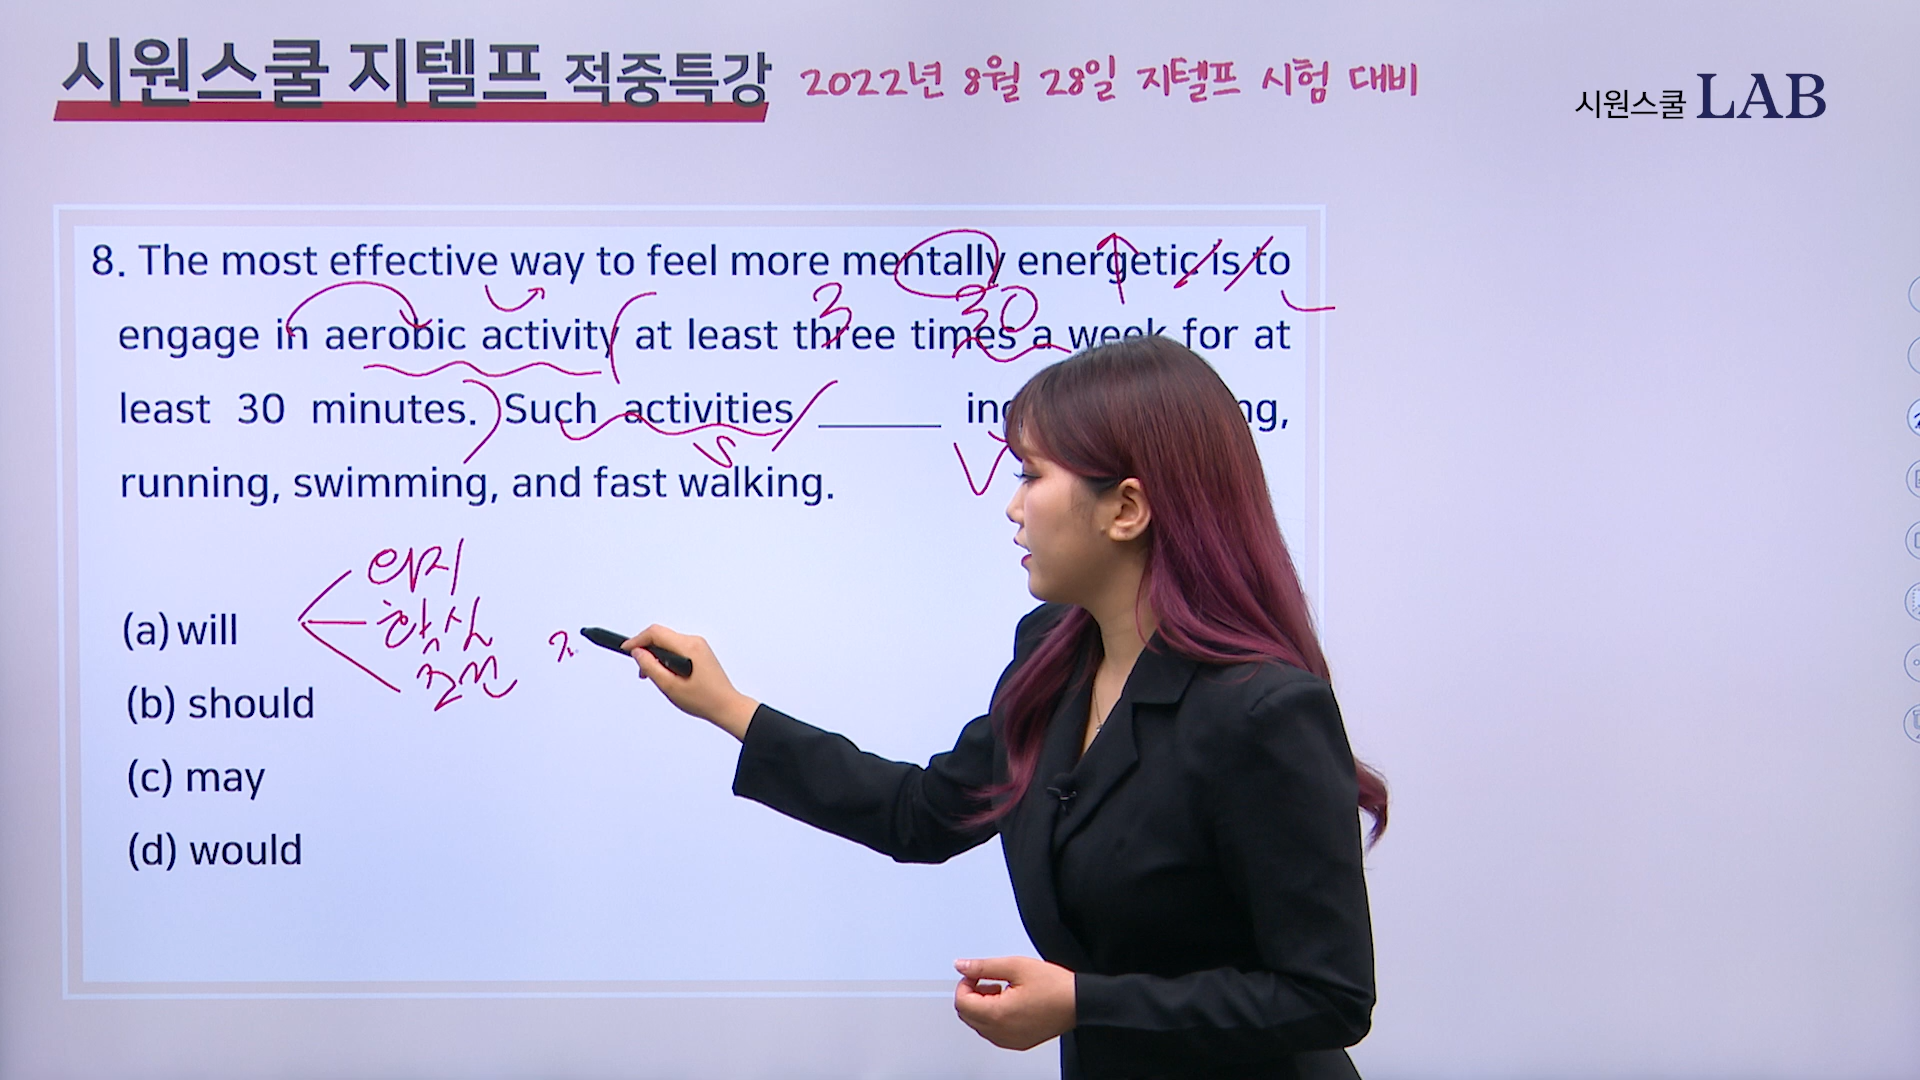 시원스쿨 지텔프 적중특강 2022년 8월 28일 지텔프 시험 대비
시원스쿨 LAB
8. The most effective way to feel more mentally energetic is to
engage in aerobic activity at least three times a week for at
least 30 minutes. Such activities ______
running, swimming, and fast walking.
3 30
S
(a) will
(b) should
(c) may
(d) would
의지
확실